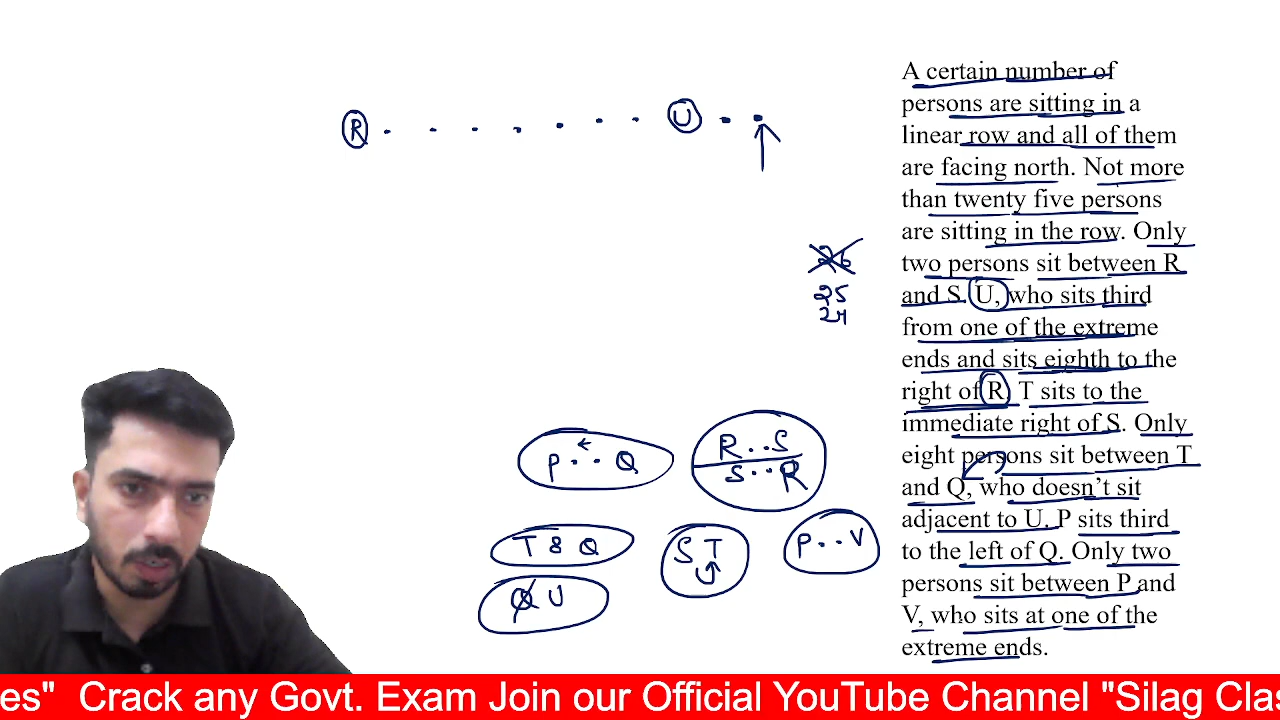 R . . . . . . . U . .
26
25
24
P . . Q
R . . S
S . . R
T 8 Q
S T
P . . V
Q U
A certain number of
persons are sitting in a
linear row and all of them
are facing north. Not more
than twenty five persons
are sitting in the row. Only
two persons sit between R
and S. U, who sits third
from one of the extreme
ends and sits eighth to the
right of R. T sits to the
immediate right of S. Only
eight persons sit between T
and Q, who doesn’t sit
adjacent to U. P sits third
to the left of Q. Only two
persons sit between P and
V, who sits at one of the
extreme ends.
es" Crack any Govt. Exam Join our Official YouTube Channel "Silag Clas